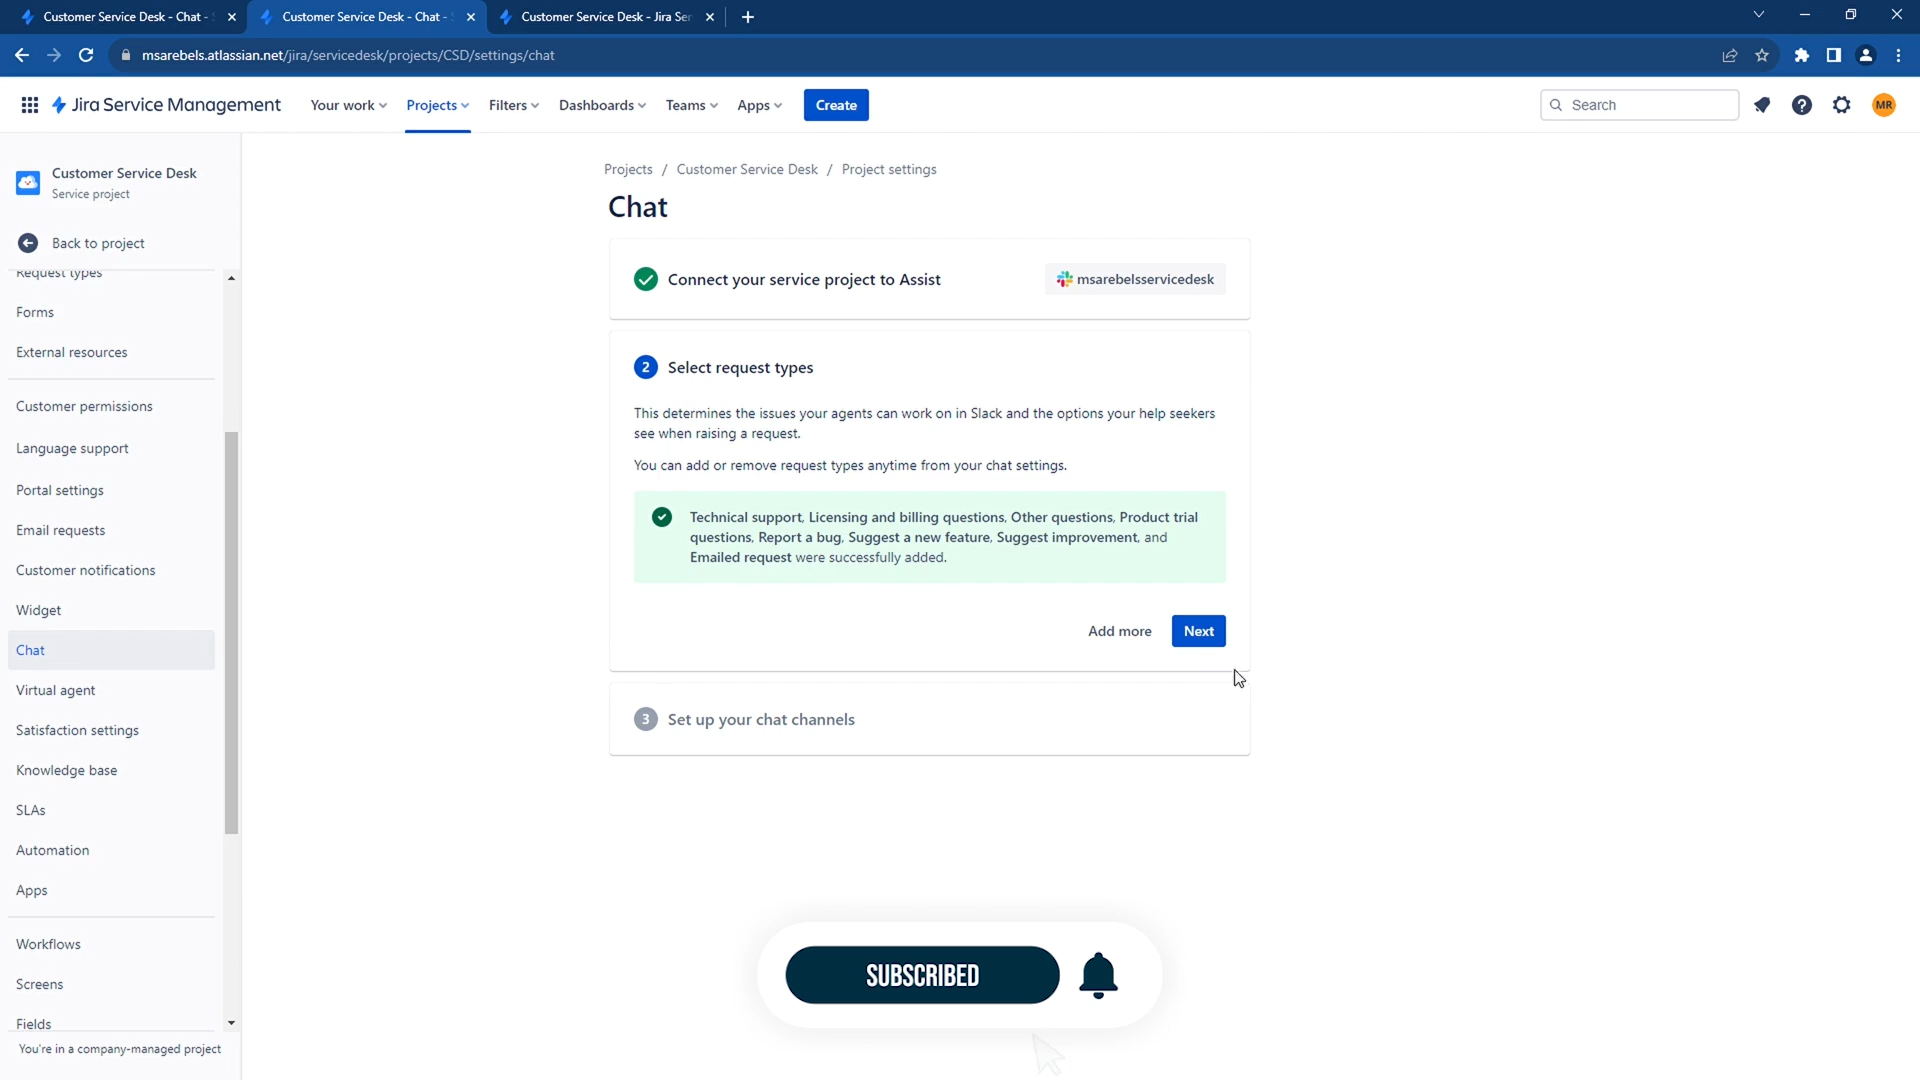 Customer Service Desk - Chat -
Customer Service Desk - Chat -
Customer Service Desk - Jira Ser
msarebels.atlassian.net/jira/servicedesk/projects/CSD/settings/chat
Jira Service Management
Your work
Projects
Filters
Dashboards
Teams
Apps
Create
Search
MR
Customer Service Desk
Service project
Back to project
Request types
Forms
External resources
Customer permissions
Language support
Portal settings
Email requests
Customer notifications
Widget
Chat
Virtual agent
Satisfaction settings
Knowledge base
SLAs
Automation
Apps
Workflows
Screens
Fields
You're in a company-managed project
Projects / Customer Service Desk / Project settings
Chat
Connect your service project to Assist
msarebelsservicedesk
2 Select request types
This determines the issues your agents can work on in Slack and the options your help seekers
see when raising a request.
You can add or remove request types anytime from your chat settings.
Technical support, Licensing and billing questions, Other questions, Product trial
questions, Report a bug, Suggest a new feature, Suggest improvement, and
Emailed request were successfully added.
Add more
Next
3 Set up your chat channels
SUBSCRIBED